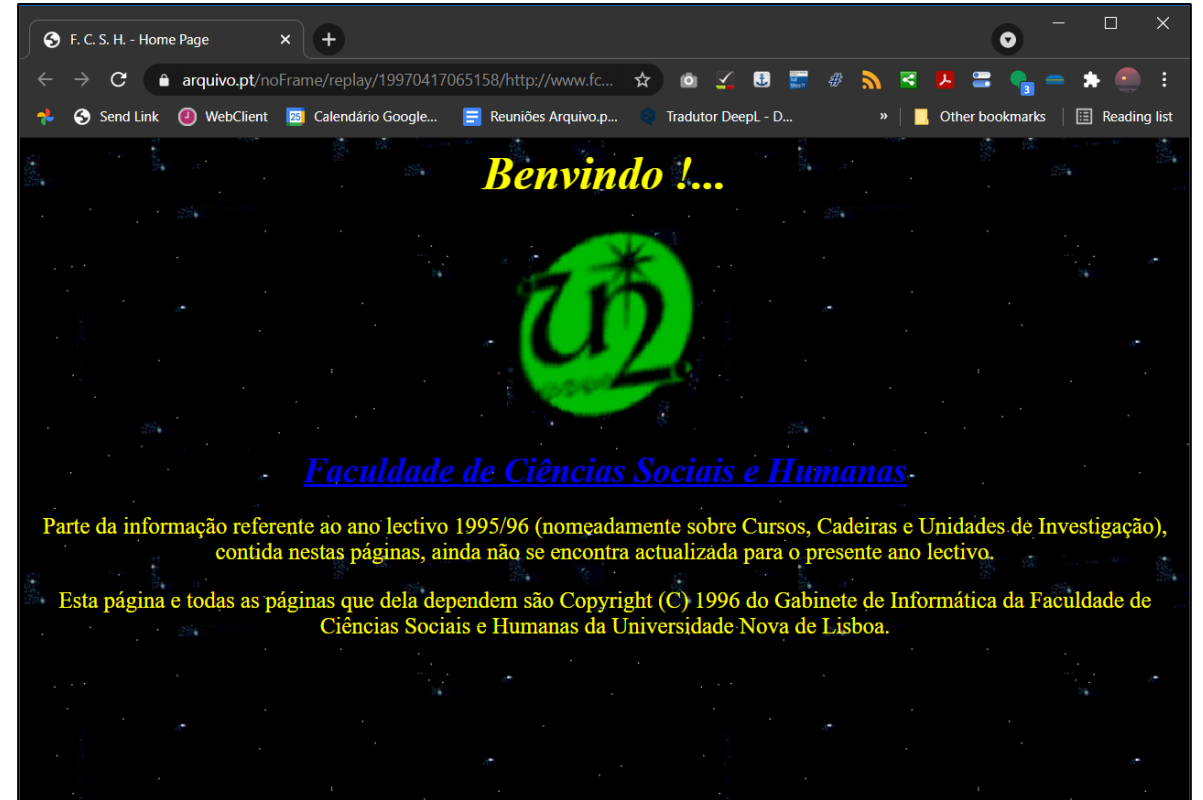 F. C. S. H. - Home Page
arquivo.pt/noFrame/replay/19970417065158/http://www.fc...
3
Send Link
WebClient
25
Calendário Google...
Reuniões Arquivo.p...
Tradutor DeepL - D...
»
Other bookmarks
Reading list
Benvindo !...
un
Faculdade de Ciências Sociais e Humanas
Parte da informação referente ao ano lectivo 1995/96 (nomeadamente sobre Cursos, Cadeiras e Unidades de Investigação),
contida nestas páginas, ainda não se encontra actualizada para o presente ano lectivo.
Esta página e todas as páginas que dela dependem são Copyright (C) 1996 do Gabinete de Informática da Faculdade de
Ciências Sociais e Humanas da Universidade Nova de Lisboa.